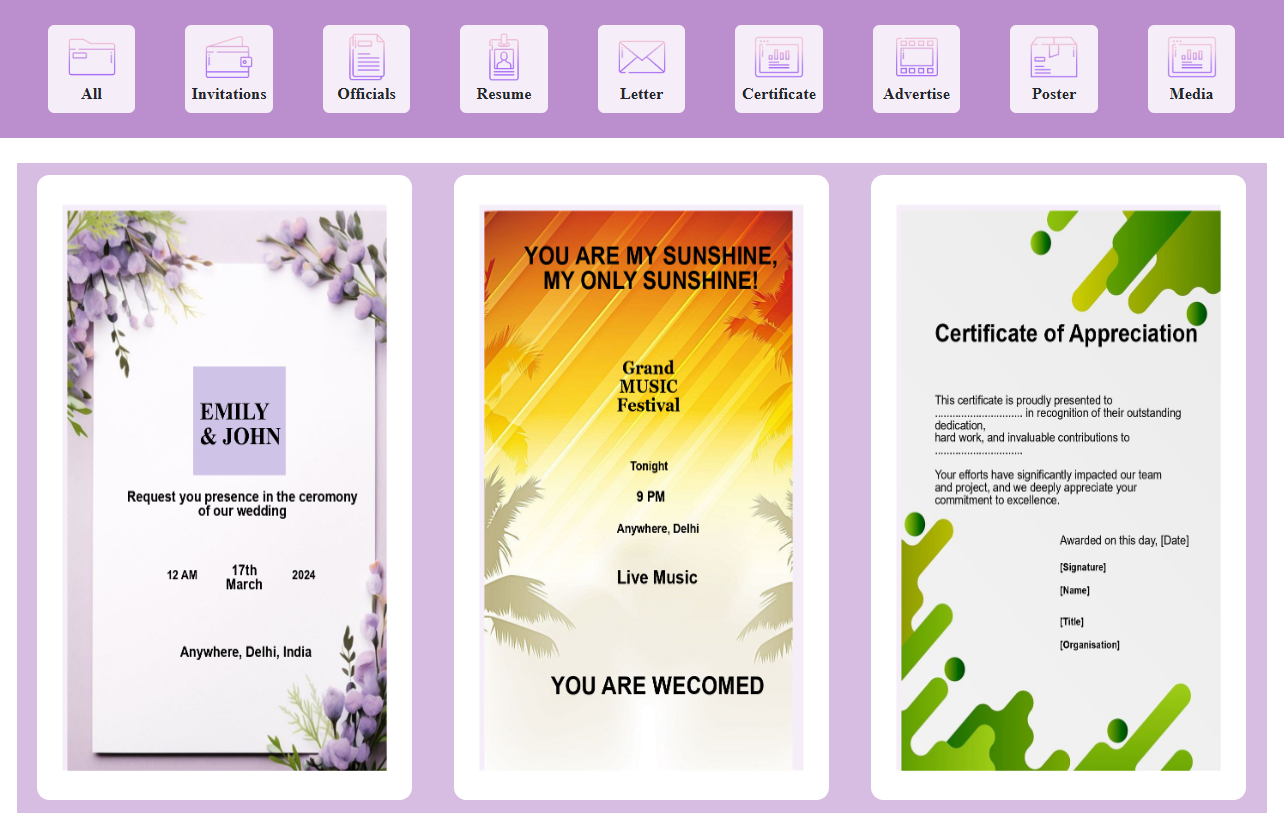 All
Invitations
Officials
Resume
Letter
Certificate
Advertise
Poster
Media
EMILY
& JOHN
Request you presence in the ceromony
of our wedding
12 AM
17th
March
2024
Anywhere, Delhi, India
YOU ARE MY SUNSHINE,
MY ONLY SUNSHINE!
Grand
MUSIC
Festival
Tonight
9 PM
Anywhere, Delhi
Live Music
YOU ARE WECOMED
Certificate of Appreciation
This certificate is proudly presented to
.............................. in recognition of their outstanding
dedication,
hard work, and invaluable contributions to
..............................
Your efforts have significantly impacted our team
and project, and we deeply appreciate your
commitment to excellence.
Awarded on this day, [Date]
[Signature]
[Name]
[Title]
[Organisation]